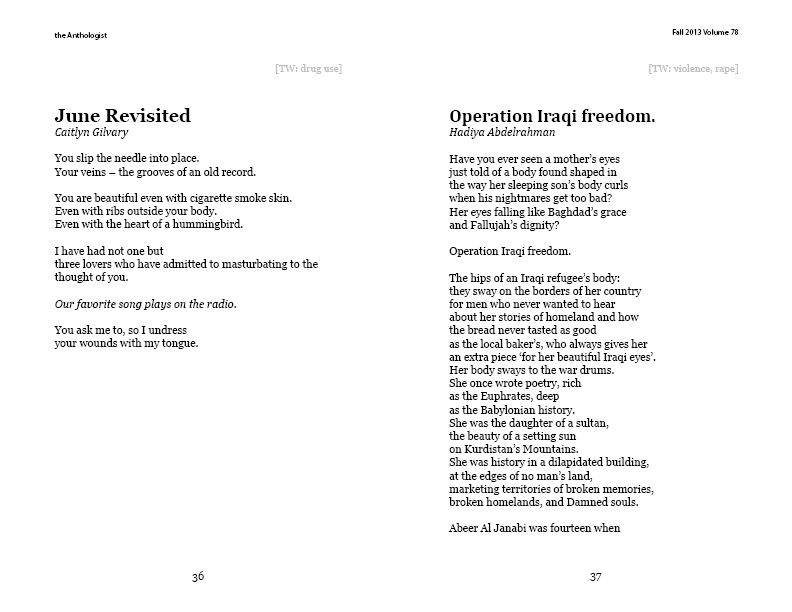 the Anthologist
[TW: drug use]
June Revisited
Caitlyn Gilvary
You slip the needle into place.
Your veins – the grooves of an old record.
You are beautiful even with cigarette smoke skin.
Even with ribs outside your body.
Even with the heart of a hummingbird.
I have had not one but
three lovers who have admitted to masturbating to the
thought of you.
Our favorite song plays on the radio.
You ask me to, so I undress
your wounds with my tongue.
36
Fall 2013 Volume 78
[TW: violence, rape]
Operation Iraqi freedom.
Hadiya Abdelrahman
Have you ever seen a mother’s eyes
just told of a body found shaped in
the way her sleeping son’s body curls
when his nightmares get too bad?
Her eyes falling like Baghdad’s grace
and Fallujah’s dignity?
Operation Iraqi freedom.
The hips of an Iraqi refugee’s body:
they sway on the borders of her country
for men who never wanted to hear
about her stories of homeland and how
the bread never tasted as good
as the local baker’s, who always gives her
an extra piece ‘for her beautiful Iraqi eyes’.
Her body sways to the war drums.
She once wrote poetry, rich
as the Euphrates, deep
as the Babylonian history.
She was the daughter of a sultan,
the beauty of a setting sun
on Kurdistan’s Mountains.
She was history in a dilapidated building,
at the edges of no man’s land,
marketing territories of broken memories,
broken homelands, and Damned souls.
Abeer Al Janabi was fourteen when
37